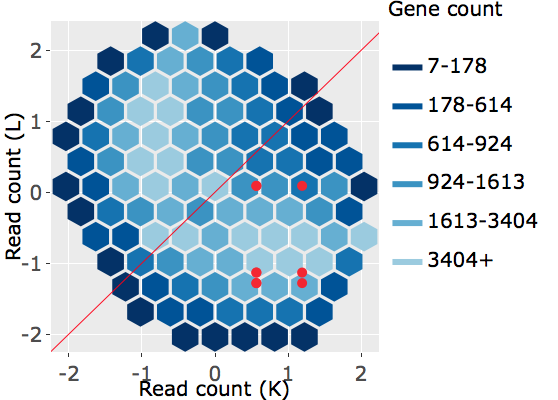 Gene count
7-178
178-614
614-924
924-1613
1613-3404
3404+
Read count (L)
2
1
0
-1
-2
-2 -1 0 1 2
Read count (K)